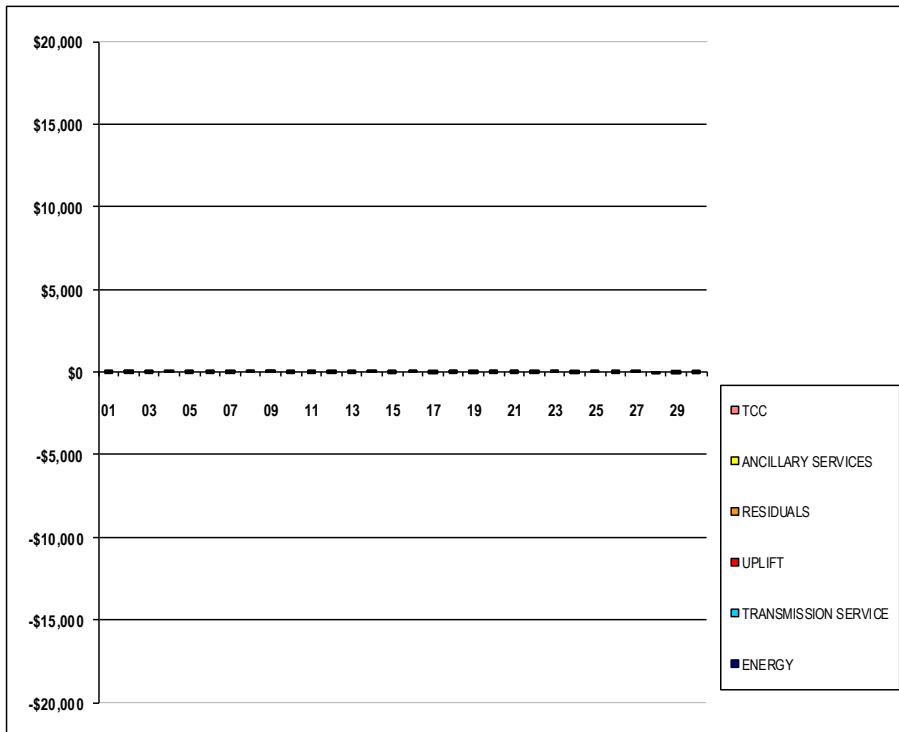 $20,000
$15,000
$10,000
$5,000
$0
01 03 05 07 09 11 13 15 17 19 21 23 25 27 29
-$5,000
-$10,000
-$15,000
-$20,000
TCC
ANCILLARY SERVICES
RESIDUALS
UPLIFT
TRANSMISSION SERVICE
ENERGY